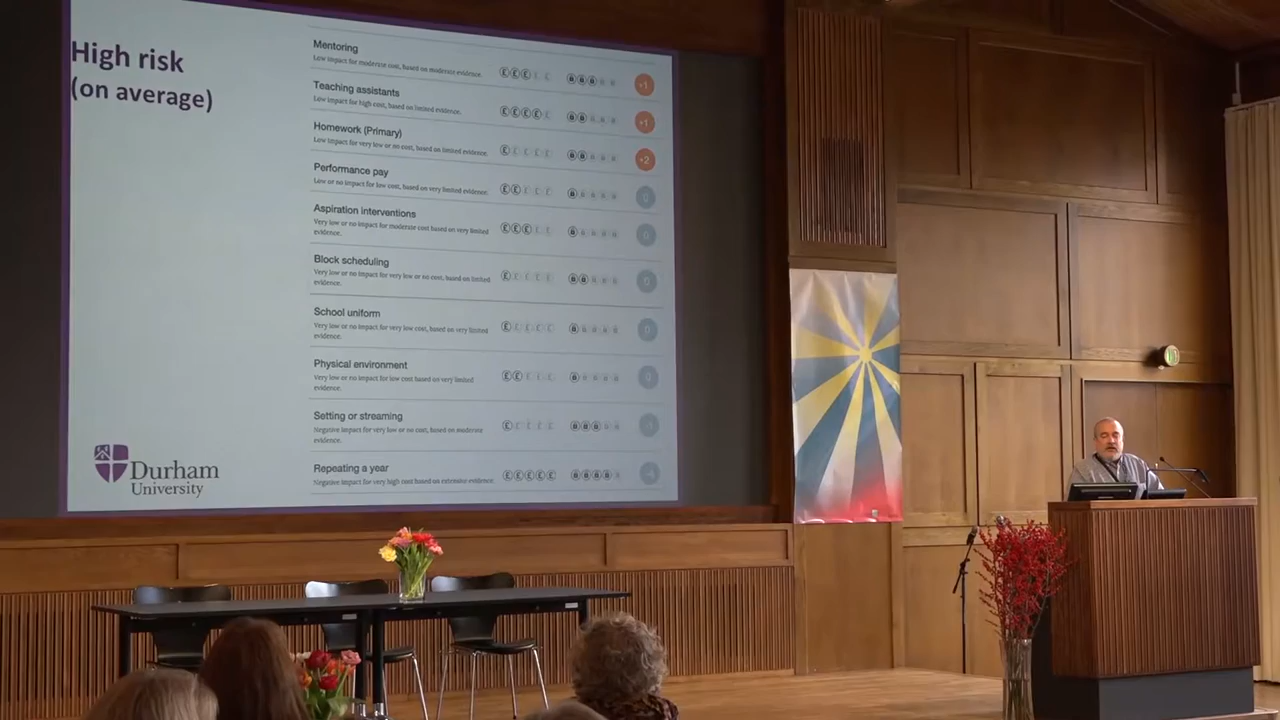 High risk
(on average)
Mentoring
Low impact for moderate cost, based on moderate evidence.
+1
Teaching assistants
Low impact for high cost, based on limited evidence.
+1
Homework (Primary)
Low impact for very low or no cost, based on limited evidence.
+2
Performance pay
Low or no impact for low cost, based on very limited evidence.
0
Aspiration interventions
Very low or no impact for moderate cost based on very limited
evidence.
0
Block scheduling
Very low or no impact for very low or no cost, based on limited
evidence.
0
School uniform
Very low or no impact for very low cost, based on very limited
evidence.
0
Physical environment
Very low or no impact for low cost based on very limited
evidence.
Setting or streaming
Negative impact for very low or no cost, based on moderate
evidence.
Repeating a year
Negative impact for very high cost based on extensive evidence.
-4
Durham
University